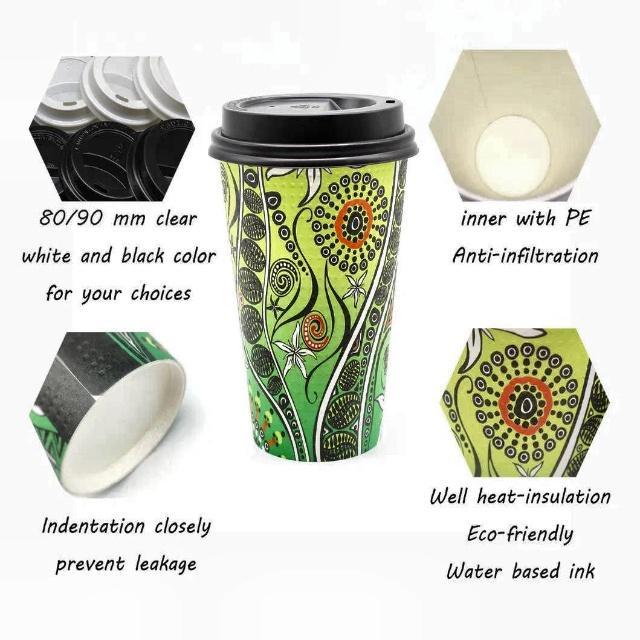 80/90 mm clear
white and black color
for your choices
inner with PE
Anti-infiltration
Indentation closely
prevent leakage
Well heat-insulation
Eco-friendly
Water based ink